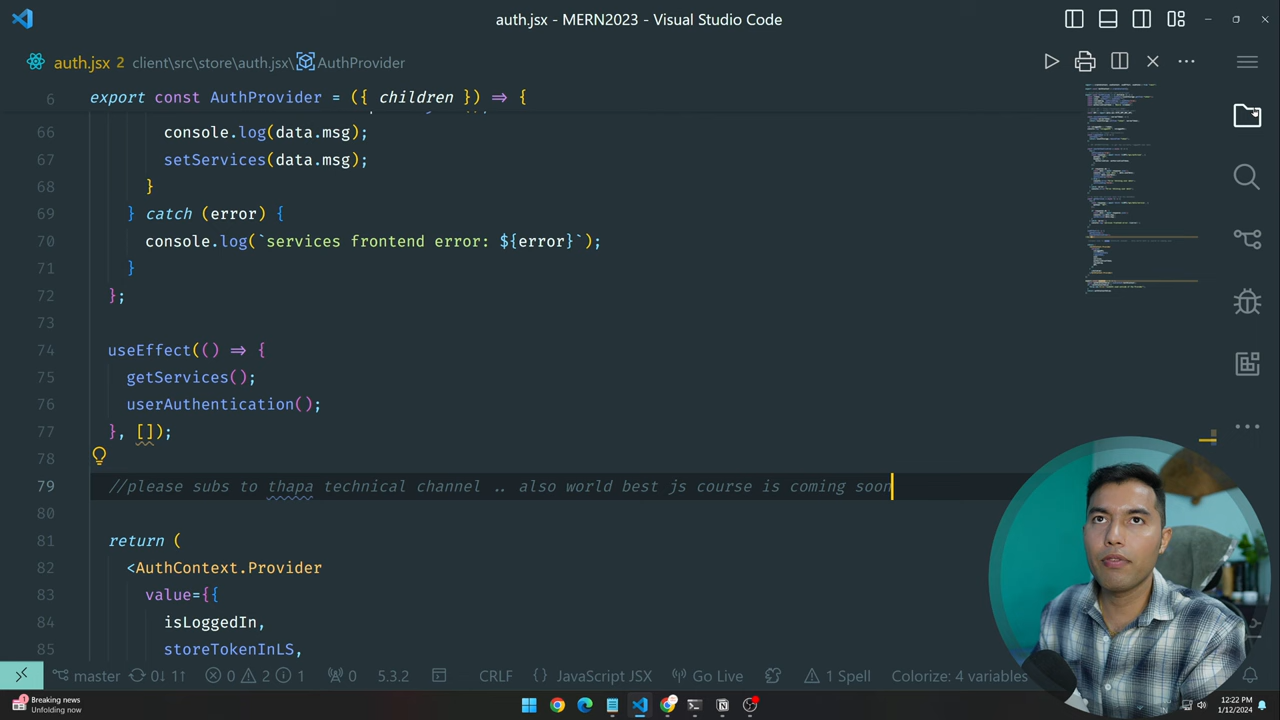 auth.jsx - MERN2023 - Visual Studio Code
auth.jsx 2 client\src\store\auth.jsx\ AuthProvider
6 export const AuthProvider = ({ children }) => {
66 console.log(data.msg);
67 setServices(data.msg);
68 }
69 } catch (error) {
70 console.log(`services frontend error: ${error}`);
71 }
72 };
73
74 useEffect(() => {
75 getServices();
76 userAuthentication();
77 }, []);
78
79 //please subs to thapa technical channel .. also world best js course is coming soon
80
81 return (
82 <AuthContext.Provider
83 value={{
84 isLoggedIn,
85 storeTokenInLS,
master 0↓ 1↑ 0 2 1 0 5.3.2 CRLF {} JavaScript JSX Go Live 1 Spell Colorize: 4 variables
Breaking news
Unfolding now
12:22 PM
1/12/2024